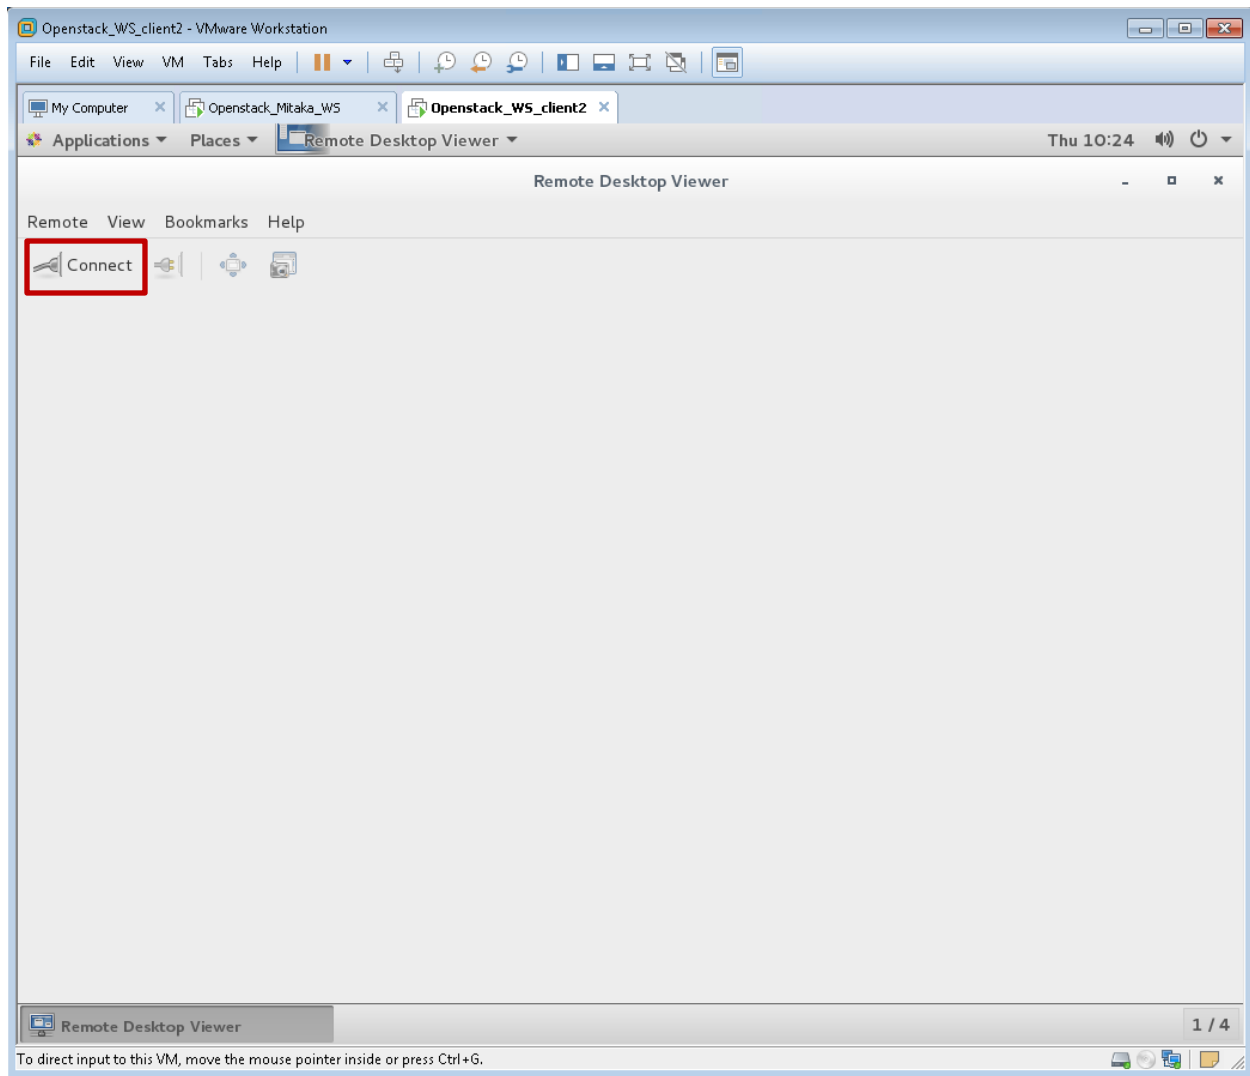 Openstack_WS_client2 - VMware Workstation
File Edit View VM Tabs Help
My Computer Openstack_Mitaka_WS Openstack_WS_client2
Applications Places Remote Desktop Viewer Thu 10:24
Remote Desktop Viewer
Remote View Bookmarks Help
Connect
Remote Desktop Viewer 1 / 4
To direct input to this VM, move the mouse pointer inside or press Ctrl+G.